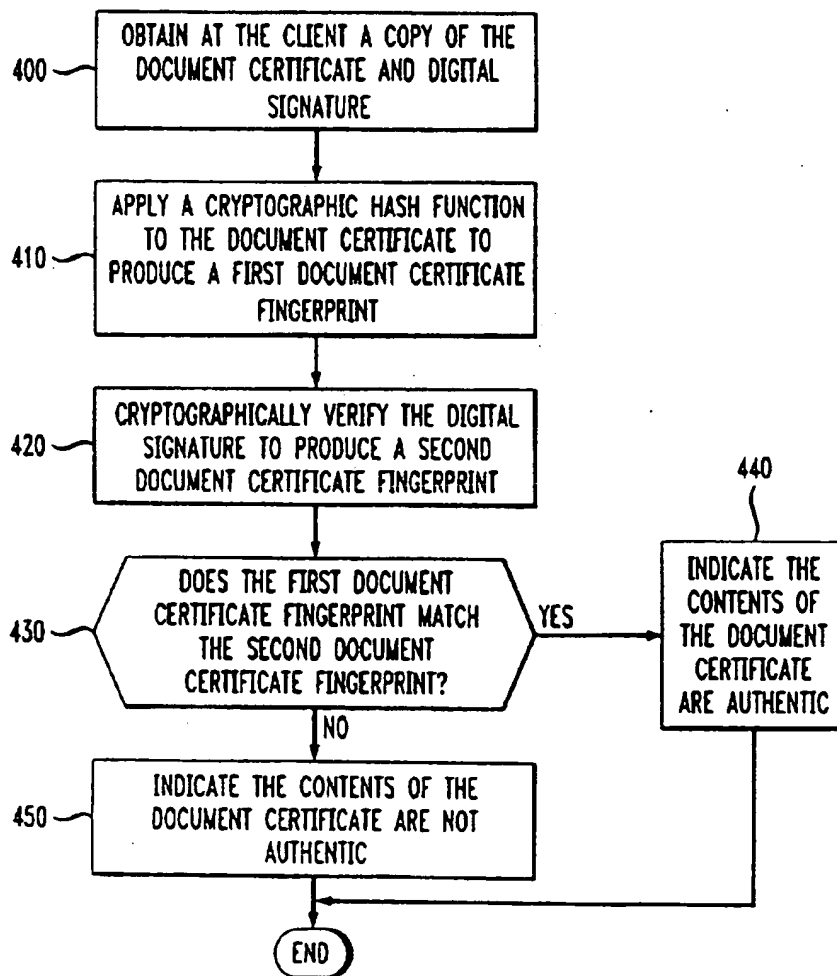 OBTAIN AT THE CLIENT A COPY OF THE
DOCUMENT CERTIFICATE AND DIGITAL
SIGNATURE
400
APPLY A CRYPTOGRAPHIC HASH FUNCTION
TO THE DOCUMENT CERTIFICATE TO
PRODUCE A FIRST DOCUMENT CERTIFICATE
FINGERPRINT
410
CRYPTOGRAPHICALLY VERIFY THE DIGITAL
SIGNATURE TO PRODUCE A SECOND
DOCUMENT CERTIFICATE FINGERPRINT
420
DOES THE FIRST DOCUMENT
CERTIFICATE FINGERPRINT MATCH
THE SECOND DOCUMENT
CERTIFICATE FINGERPRINT?
430
YES
440
INDICATE THE
CONTENTS OF
THE DOCUMENT
CERTIFICATE
ARE AUTHENTIC
NO
INDICATE THE CONTENTS OF THE
DOCUMENT CERTIFICATE ARE NOT
AUTHENTIC
450
END